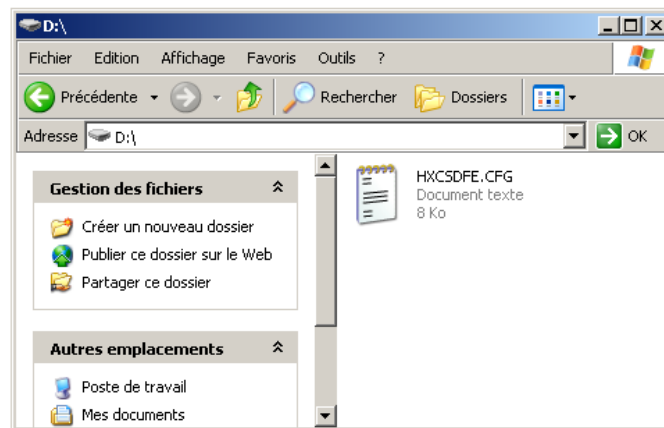 D:\
Fichier Edition Affichage Favoris Outils ?
Précédente Rechercher Dossiers
Adresse D:\ OK
Gestion des fichiers
Créer un nouveau dossier
Publier ce dossier sur le Web
Partager ce dossier
Autres emplacements
Poste de travail
Mes documents
HXCSDFE.CFG
Document texte
8 Ko